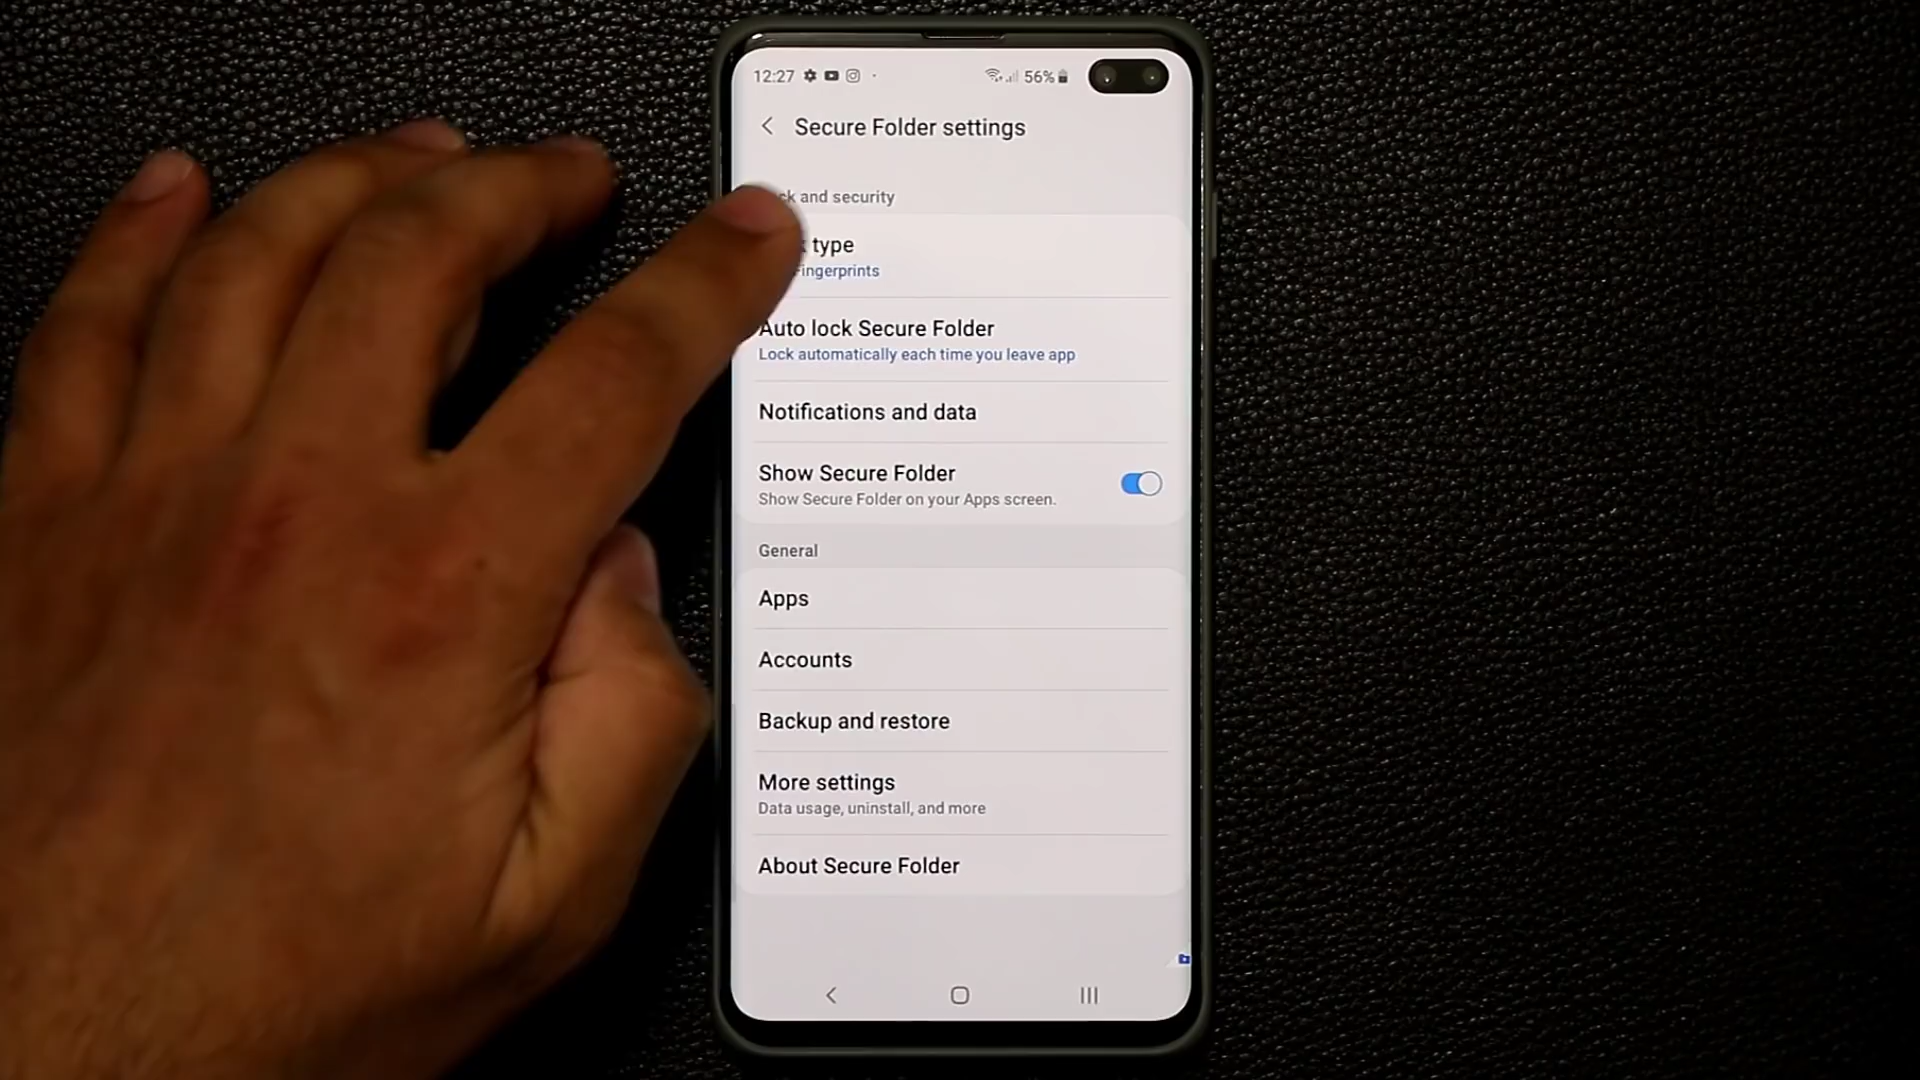 12:27 56%
Secure Folder settings
and security
type
Fingerprints
Auto lock Secure Folder
Lock automatically each time you leave app
Notifications and data
Show Secure Folder
Show Secure Folder on your Apps screen.
General
Apps
Accounts
Backup and restore
More settings
Data usage, uninstall, and more
About Secure Folder